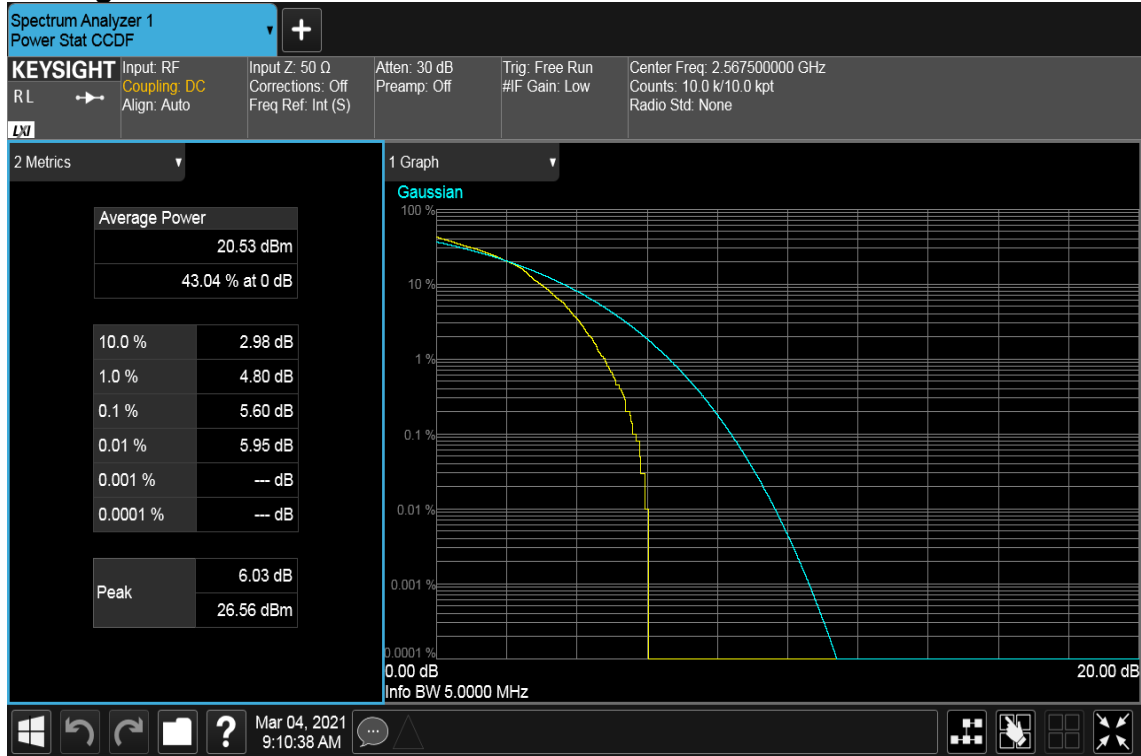 Spectrum Analyzer 1
Power Stat CCDF
KEYSIGHT
RL
LXI
Input: RF
Coupling: DC
Align: Auto
Input Z: 50 Ω
Corrections: Off
Freq Ref: Int (S)
Atten: 30 dB
Preamp: Off
Trig: Free Run
#IF Gain: Low
Center Freq: 2.567500000 GHz
Counts: 10.0 k/10.0 kpt
Radio Std: None
2 Metrics
Average Power
20.53 dBm
43.04 % at 0 dB
10.0 % 2.98 dB
1.0 % 4.80 dB
0.1 % 5.60 dB
0.01 % 5.95 dB
0.001 % --- dB
0.0001 % --- dB
Peak
6.03 dB
26.56 dBm
1 Graph
Gaussian
100 %
10 %
1 %
0.1 %
0.01 %
0.001 %
0.0001 %
0.00 dB 20.00 dB
Info BW 5.0000 MHz
?
Mar 04, 2021
9:10:38 AM